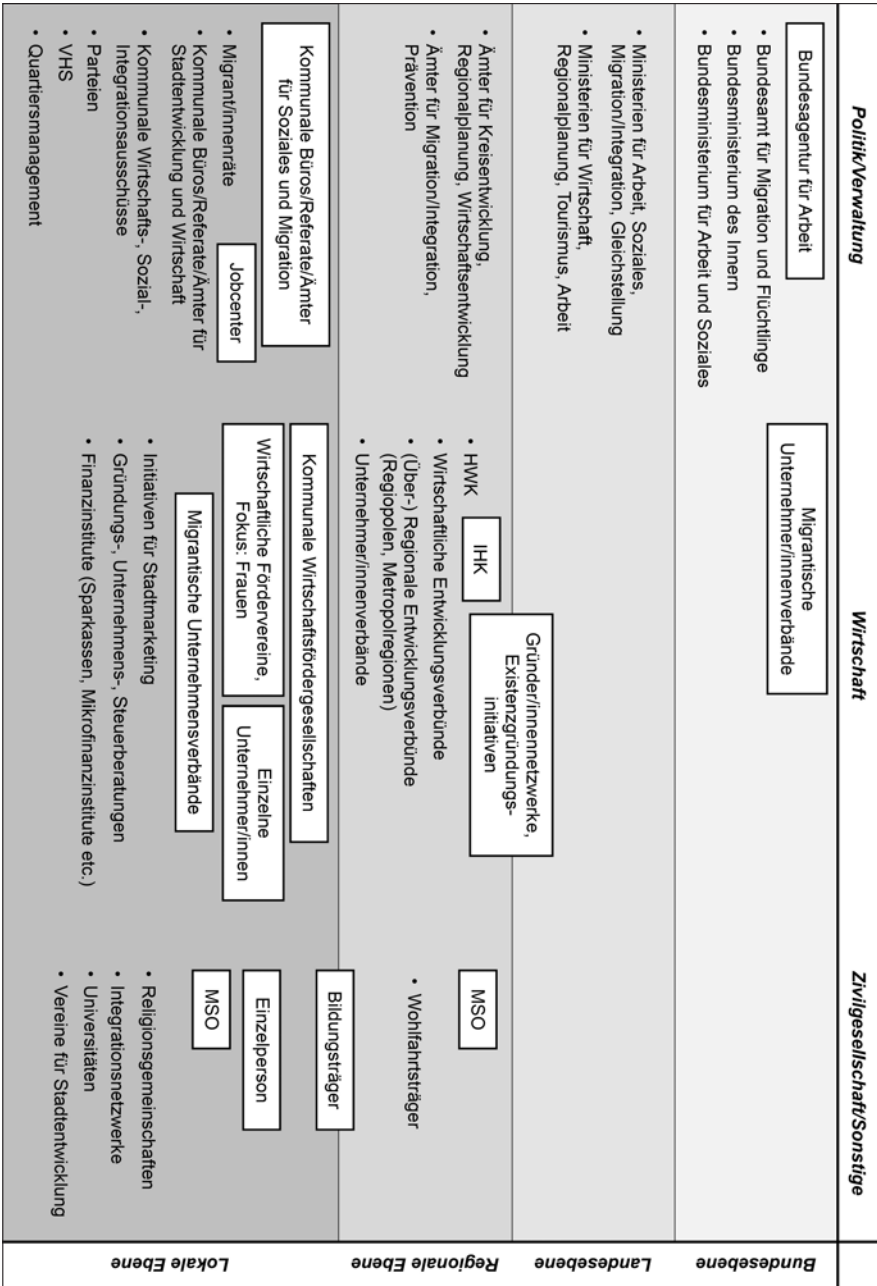 Politik/Verwaltung
Wirtschaft
Zivilgesellschaft/Sonstige
Bundesebene
Bundesagentur für Arbeit
• Bundesamt für Migration und Flüchtlinge
• Bundesministerium des Innern
• Bundesministerium für Arbeit und Soziales
Migrantische
Unternehmer/innenverbände
Landesebene
• Ministerien für Arbeit, Soziales,
Migration/Integration, Gleichstellung
• Ministerien für Wirtschaft,
Regionalplanung, Tourismus, Arbeit
Gründer/innennetzwerke,
Existenzgründungs-
initiativen
Regionale Ebene
• Ämter für Kreisentwicklung,
Regionalplanung, Wirtschaftsentwicklung
• Ämter für Migration/Integration,
Prävention
• HWK
IHK
• Wirtschaftliche Entwicklungsverbünde
• (Über-) Regionale Entwicklungsverbünde
(Regiopolen, Metropolregionen)
• Unternehmer/innenverbände
MSO
• Wohlfahrtsträger
Bildungsträger
Lokale Ebene
Kommunale Büros/Referate/Ämter
für Soziales und Migration
Jobcenter
• Migrant/innenräte
• Kommunale Büros/Referate/Ämter für
Stadtentwicklung und Wirtschaft
• Kommunale Wirtschafts-, Sozial-,
Integrationsausschüsse
• Parteien
• VHS
• Quartiersmanagement
Kommunale Wirtschaftsfördergesellschaften
Wirtschaftliche Fördervereine,
Fokus: Frauen
Einzelne
Unternehmer/innen
Migrantische Unternehmensverbände
• Initiativen für Stadtmarketing
• Gründungs-, Unternehmens-, Steuerberatungen
• Finanzinstitute (Sparkassen, Mikrofinanzinstitute etc.)
Einzelperson
MSO
• Religionsgemeinschaften
• Integrationsnetzwerke
• Universitäten
• Vereine für Stadtentwicklung